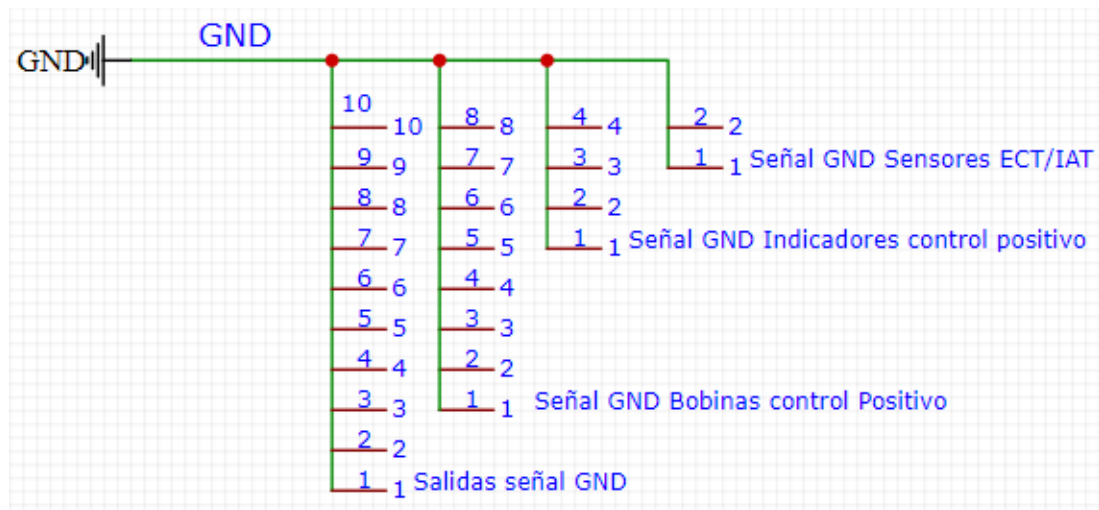 GND
GND
10 10 8 8 4 4 2 2
9 9 7 7 3 3 1 1 Señal GND Sensores ECT/IAT
8 8 6 6 2 2
7 7 5 5 1 1 Señal GND Indicadores control positivo
6 6 4 4
5 5 3 3
4 4 2 2
3 3 1 1 Señal GND Bobinas control Positivo
2 2
1 1 Salidas señal GND